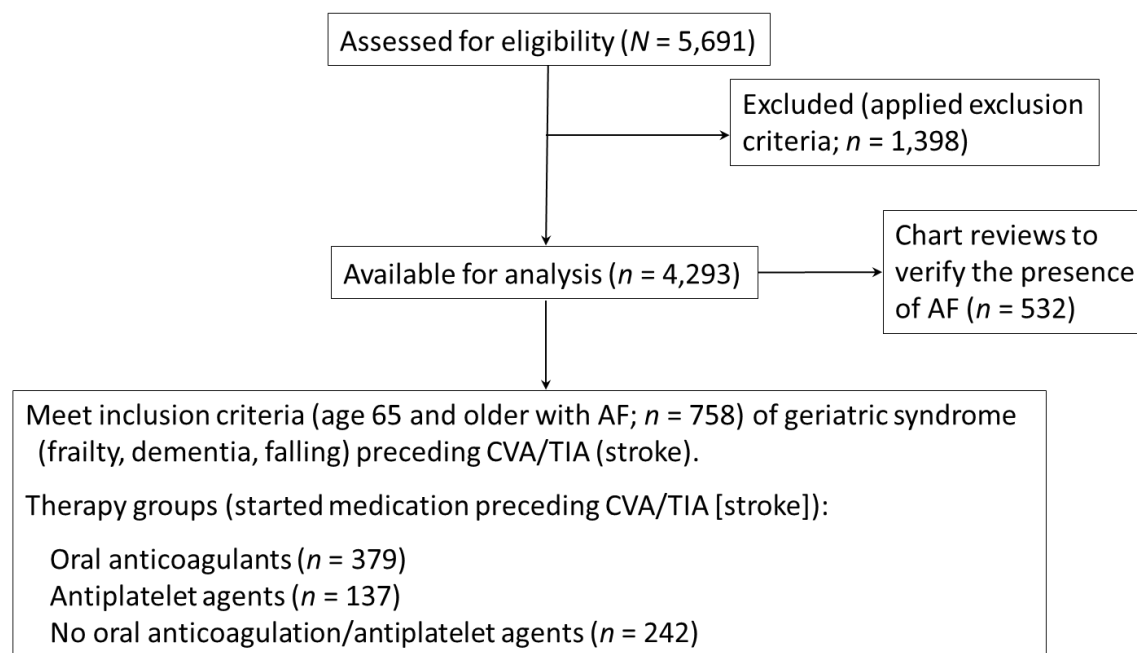 Assessed for eligibility (N = 5,691)
Excluded (applied exclusion
criteria; n = 1,398)
Available for analysis (n = 4,293)
Chart reviews to
verify the presence
of AF (n = 532)
Meet inclusion criteria (age 65 and older with AF; n = 758) of geriatric syndrome
(frailty, dementia, falling) preceding CVA/TIA (stroke).
Therapy groups (started medication preceding CVA/TIA [stroke]):
Oral anticoagulants (n = 379)
Antiplatelet agents (n = 137)
No oral anticoagulation/antiplatelet agents (n = 242)